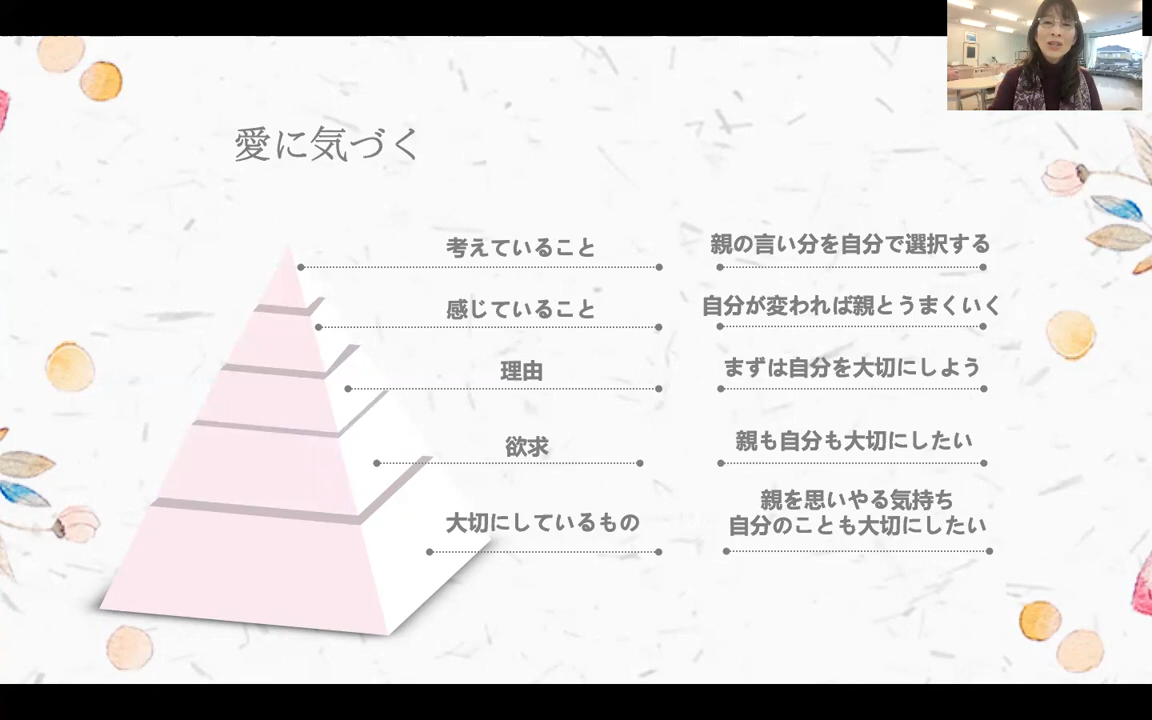 愛に気づく
考えていること
親の言い分を自分で選択する
感じていること
自分が変われば親とうまくいく
理由
まずは自分を大切にしよう
欲求
親も自分も大切にしたい
大切にしているもの
親を思いやる気持ち
自分のことも大切にしたい